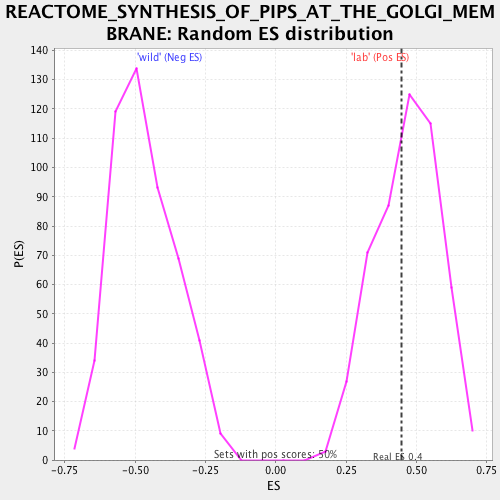 REACTOME_SYNTHESIS_OF_PIPS_AT_THE_GOLGI_MEM
BRANE: Random ES distribution
'wild' (Neg ES)
'lab' (Pos ES)
140
130
120
110
100
90
80
70
60
50
40
30
20
10
0
P(ES)
Sets with pos scores: 50%
Real ES 0.4
-0.75
-0.50
-0.25
0.00
0.25
0.50
0.75
ES